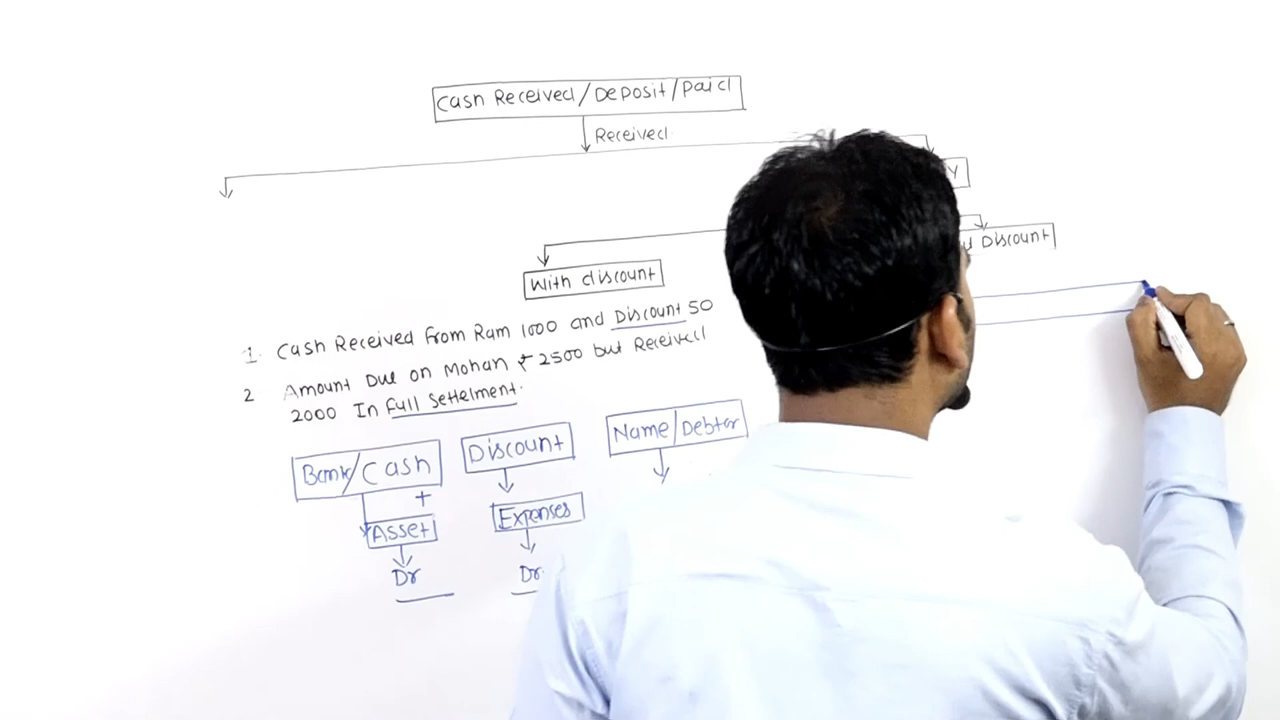 Cash Received/Deposit/Paid
Received
Y
With discount
Discount
1. Cash Received from Ram 1000 and Discount 50
2 Amount Due on Mohan ₹ 2500 but Received
2000 In full Settelment.
Bank/Cash
Discount
Name/Debter
+
Asset
Expenses
Dr
Dr.